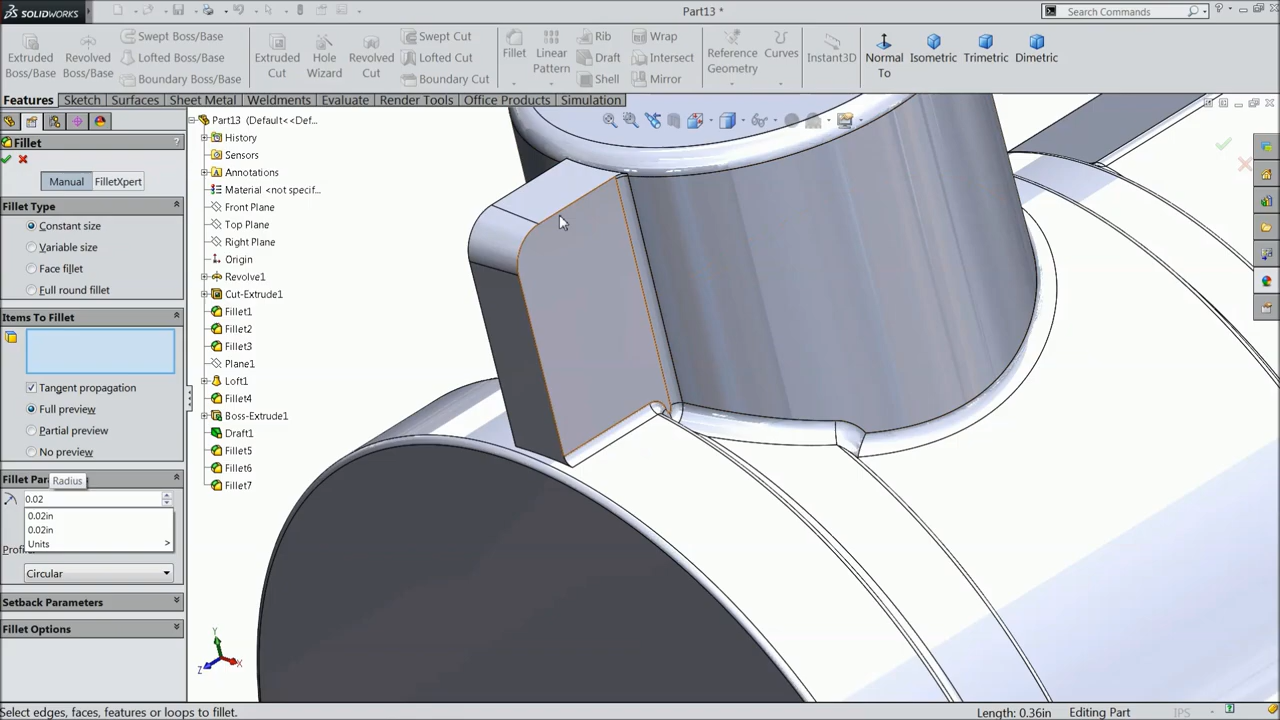 SOLIDWORKS
Part13 *
Search Commands
Extruded Boss/Base
Revolved Boss/Base
Swept Boss/Base
Lofted Boss/Base
Boundary Boss/Base
Extruded Cut
Hole Wizard
Revolved Cut
Swept Cut
Lofted Cut
Boundary Cut
Fillet
Linear Pattern
Rib
Draft
Shell
Wrap
Intersect
Mirror
Reference Geometry
Curves
Instant3D
Normal To
Isometric
Trimetric
Dimetric
Features
Sketch
Surfaces
Sheet Metal
Weldments
Evaluate
Render Tools
Office Products
Simulation
Fillet
?
Manual
FilletXpert
Fillet Type
Constant size
Variable size
Face fillet
Full round fillet
Items To Fillet
Tangent propagation
Full preview
Partial preview
No preview
Fillet Pa
Radius
0.02
0.02in
0.02in
Units
Profi
Circular
Setback Parameters
Fillet Options
Part13 (Default<<Def...
History
Sensors
Annotations
Material <not specif...
Front Plane
Top Plane
Right Plane
Origin
Revolve1
Cut-Extrude1
Fillet1
Fillet2
Fillet3
Plane1
Loft1
Fillet4
Boss-Extrude1
Draft1
Fillet5
Fillet6
Fillet7
Y
X
Z
Select edges, faces, features or loops to fillet.
Length: 0.36in
Editing Part
IPS